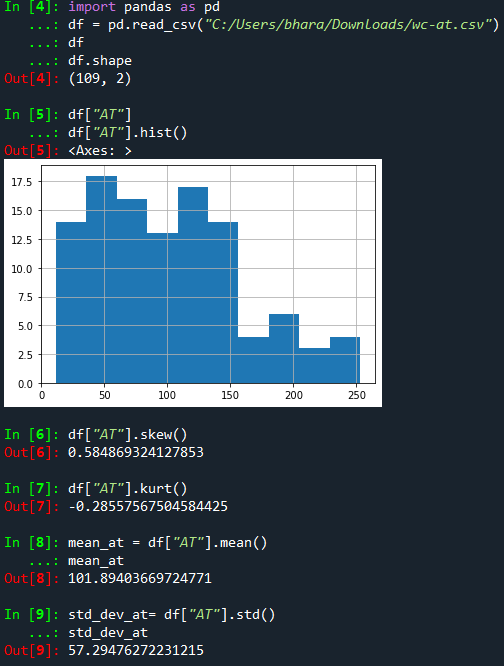 In [4]: import pandas as pd
...: df = pd.read_csv("C:/Users/bhara/Downloads/wc-at.csv")
...: df
...: df.shape
Out[4]: (109, 2)
In [5]: df["AT"]
...: df["AT"].hist()
Out[5]: <Axes: >
17.5
15.0
12.5
10.0
7.5
5.0
2.5
0.0
0 50 100 150 200 250
In [6]: df["AT"].skew()
Out[6]: 0.584869324127853
In [7]: df["AT"].kurt()
Out[7]: -0.28557567504584425
In [8]: mean_at = df["AT"].mean()
...: mean_at
Out[8]: 101.89403669724771
In [9]: std_dev_at= df["AT"].std()
...: std_dev_at
Out[9]: 57.29476272231215